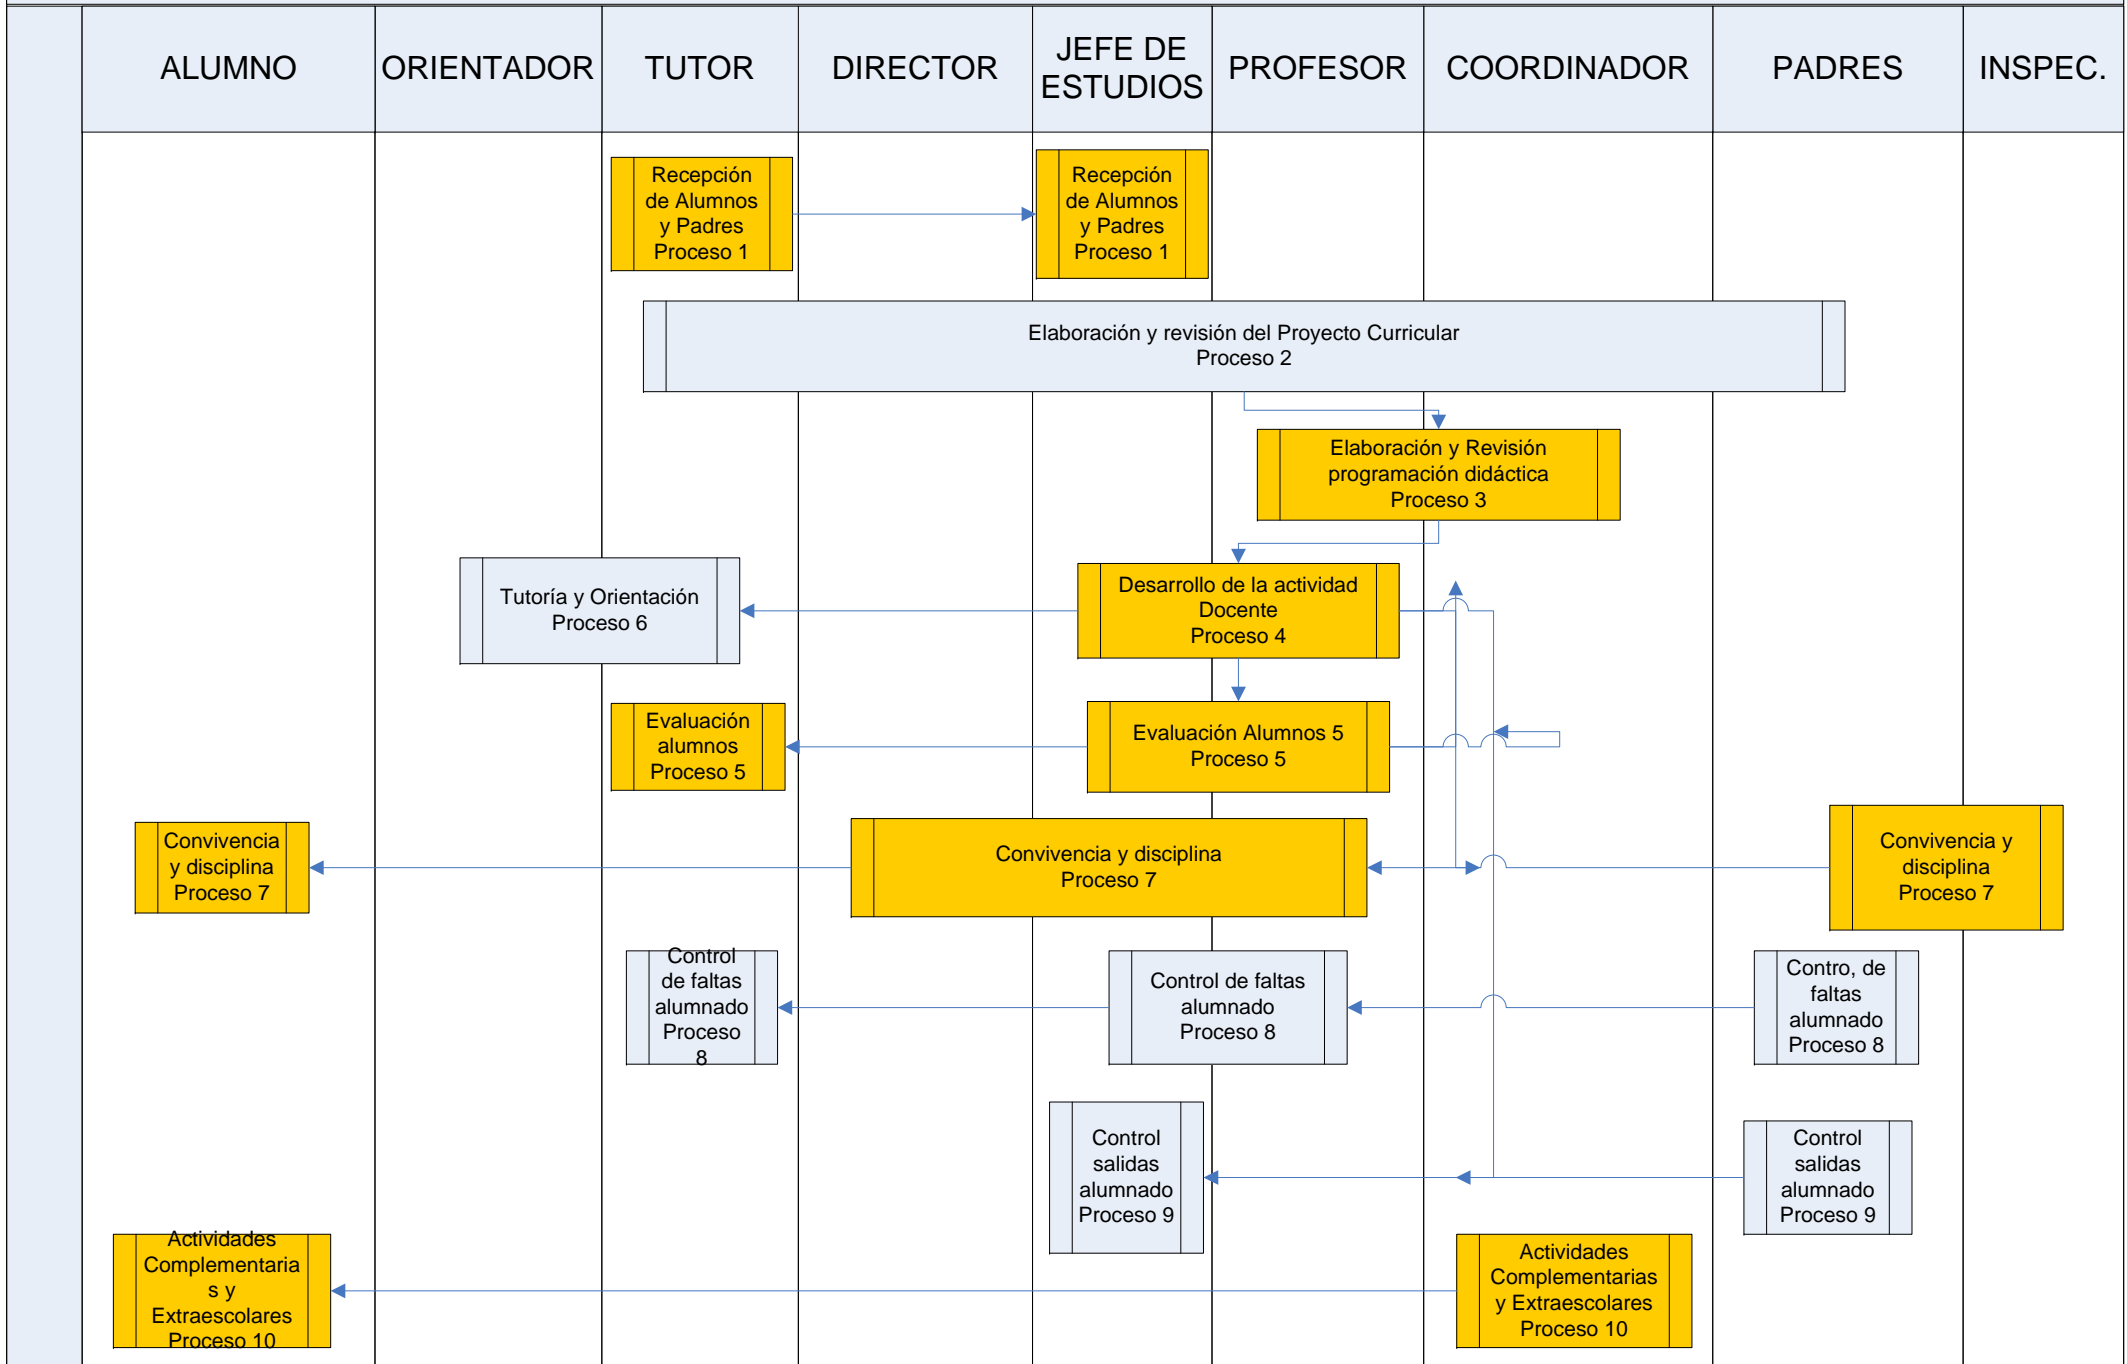 ALUMNO
ORIENTADOR
TUTOR
DIRECTOR
JEFE DE
ESTUDIOS
PROFESOR
COORDINADOR
PADRES
INSPEC.
Recepción
de Alumnos
y Padres
Proceso 1
Recepción
de Alumnos
y Padres
Proceso 1
Elaboración y revisión del Proyecto Curricular
Proceso 2
Elaboración y Revisión
programación didáctica
Proceso 3
Tutoría y Orientación
Proceso 6
Desarrollo de la actividad
Docente
Proceso 4
Evaluación
alumnos
Proceso 5
Evaluación Alumnos 5
Proceso 5
Convivencia
y disciplina
Proceso 7
Convivencia y disciplina
Proceso 7
Convivencia y
disciplina
Proceso 7
Control
de faltas
alumnado
Proceso
8
Control de faltas
alumnado
Proceso 8
Contro, de
faltas
alumnado
Proceso 8
Control
salidas
alumnado
Proceso 9
Control
salidas
alumnado
Proceso 9
Actividades
Complementaria
s y
Extraescolares
Proceso 10
Actividades
Complementarias
y Extraescolares
Proceso 10